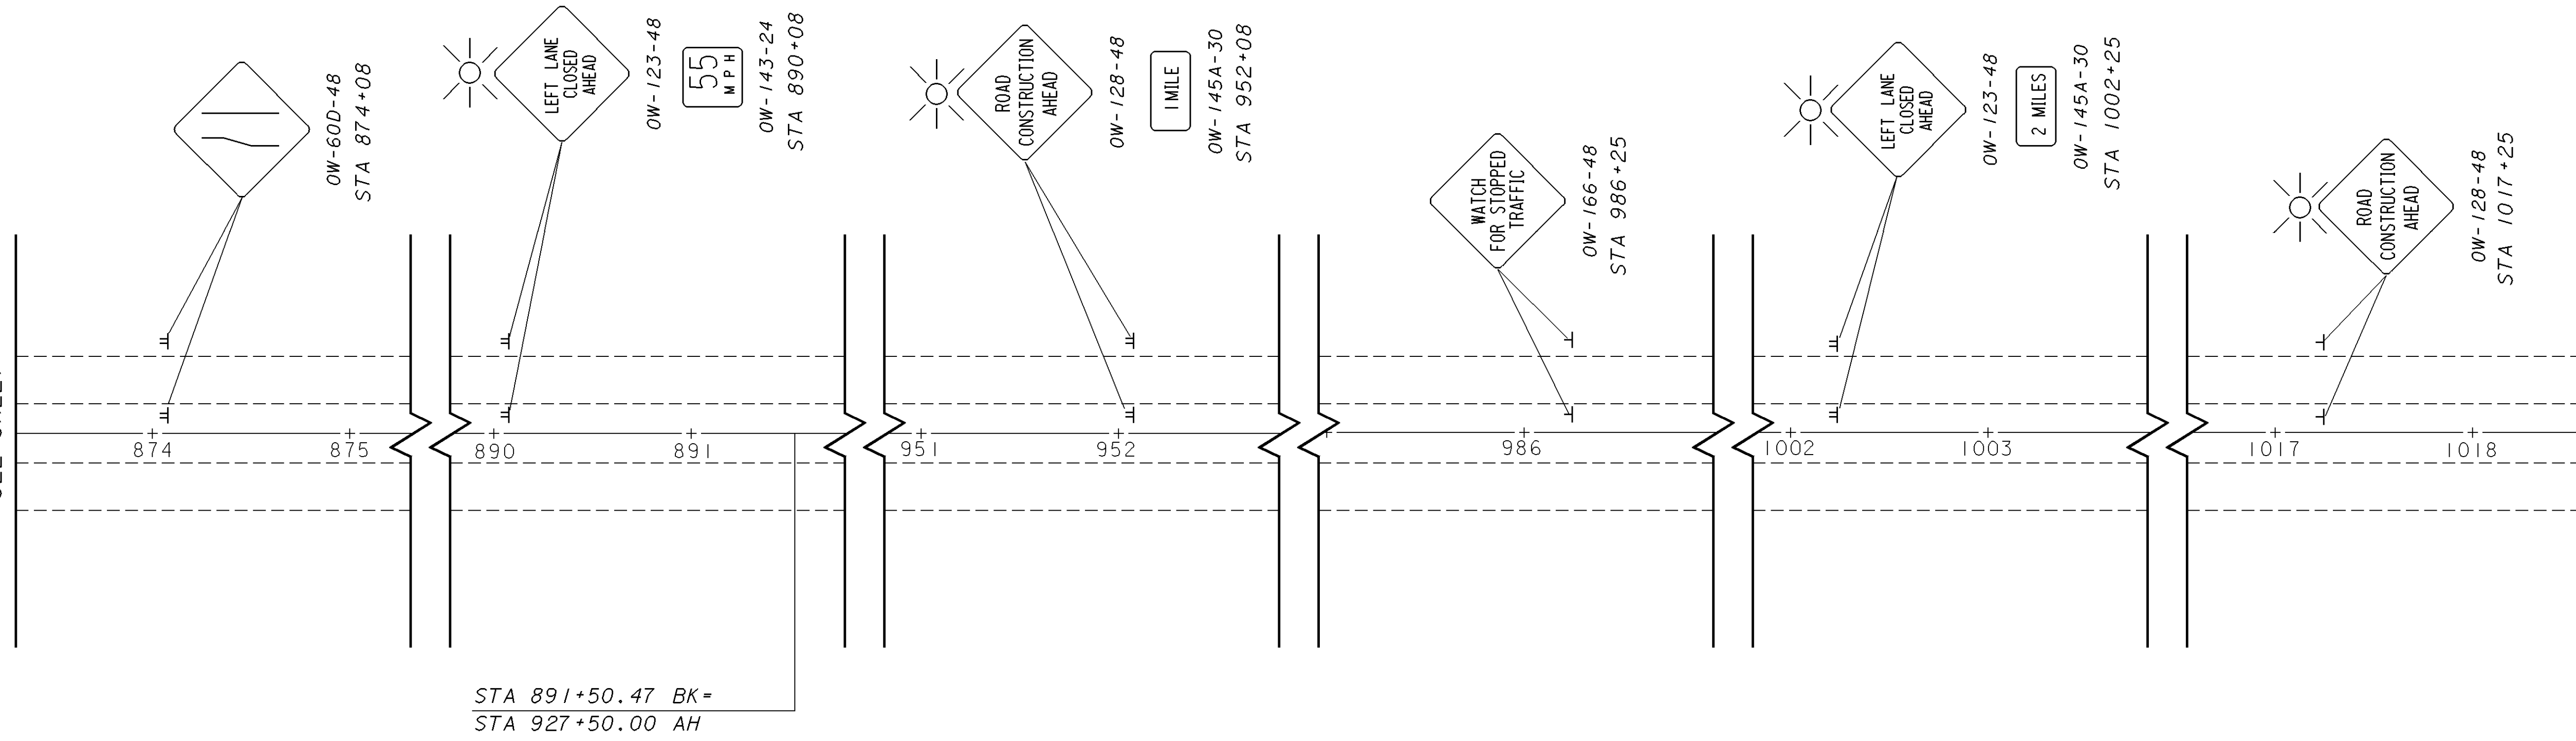 OW-60D-48
STA 874+08
LEFT LANE
CLOSED
AHEAD
OW-123-48
55
MPH
OW-143-24
STA 890+08
ROAD
CONSTRUCTION
AHEAD
OW-128-48
1 MILE
OW-145A-30
STA 952+08
WATCH
FOR STOPPED
TRAFFIC
OW-166-48
STA 986+25
LEFT LANE
CLOSED
AHEAD
OW-123-48
2 MILES
OW-145A-30
STA 1002+25
ROAD
CONSTRUCTION
AHEAD
OW-128-48
STA 1017+25
874 875 890 891 951 952 986 1002 1003 1017 1018
STA 891+50.47 BK=
STA 927+50.00 AH